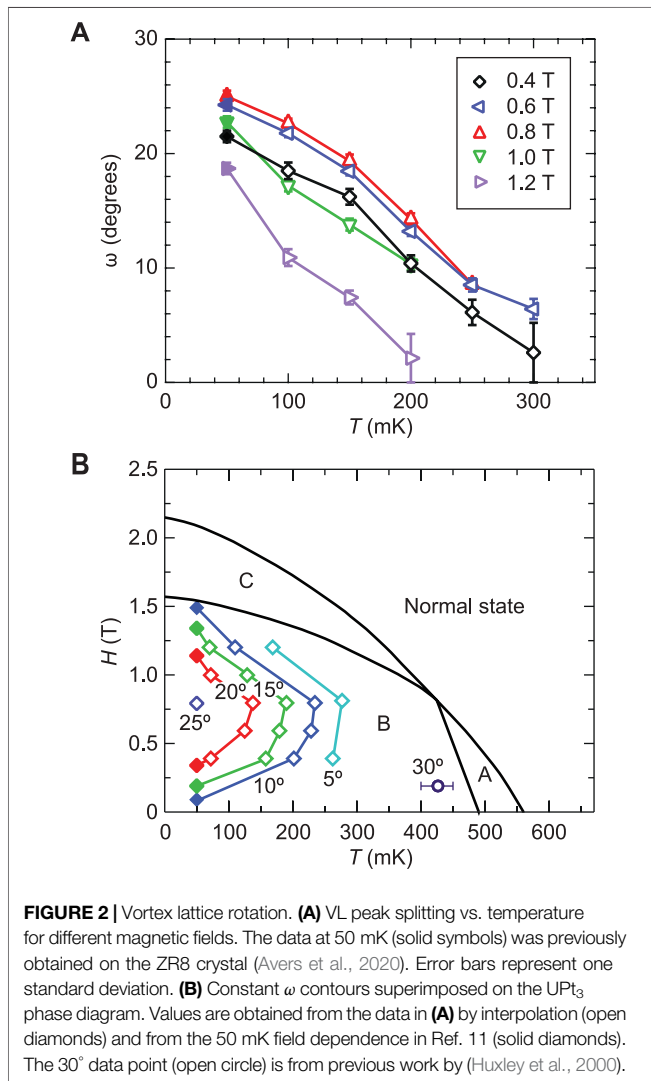 A
30
20
10
0
ω (degrees)
0.4 T
0.6 T
0.8 T
1.0 T
1.2 T
0
100
200
300
T (mK)
B
2.5
2.0
1.5
1.0
0.5
0
H (T)
C
Normal state
20º 15º
25º
B
10º
5º
30º
A
0
100
200
300
400
500
600
T (mK)
FIGURE 2 | Vortex lattice rotation. (A) VL peak splitting vs. temperature
for different magnetic fields. The data at 50 mK (solid symbols) was previously
obtained on the ZR8 crystal (Avers et al., 2020). Error bars represent one
standard deviation. (B) Constant ω contours superimposed on the UPt₃
phase diagram. Values are obtained from the data in (A) by interpolation (open
diamonds) and from the 50 mK field dependence in Ref. 11 (solid diamonds).
The 30° data point (open circle) is from previous work by (Huxley et al., 2000).